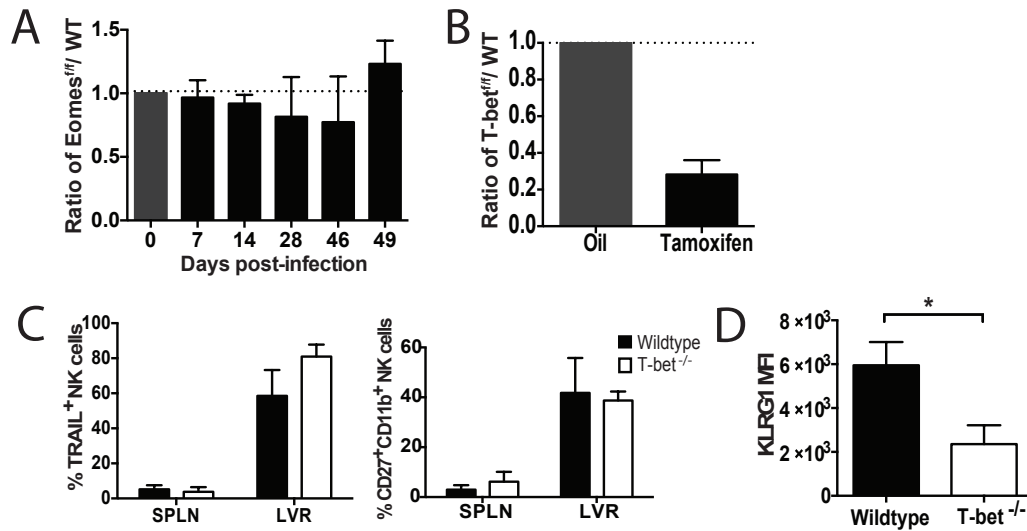 A
Ratio of Eomesf/f/ WT
1.5
1.0
0.5
0.0
0 7 14 28 46 49
Days post-infection
B
Ratio of T-betf/f/ WT
1.0
0.8
0.6
0.4
0.2
0.0
Oil Tamoxifen
C
% TRAIL+NK cells
100
80
60
40
20
0
SPLN LVR
% CD27+CD11b+ NK cells
60
40
20
0
SPLN LVR
Wildtype
T-bet-/-
D
KLRG1 MFI
8 ×10³
6 ×10³
4 ×10³
2 ×10³
0
*
Wildtype T-bet-/-